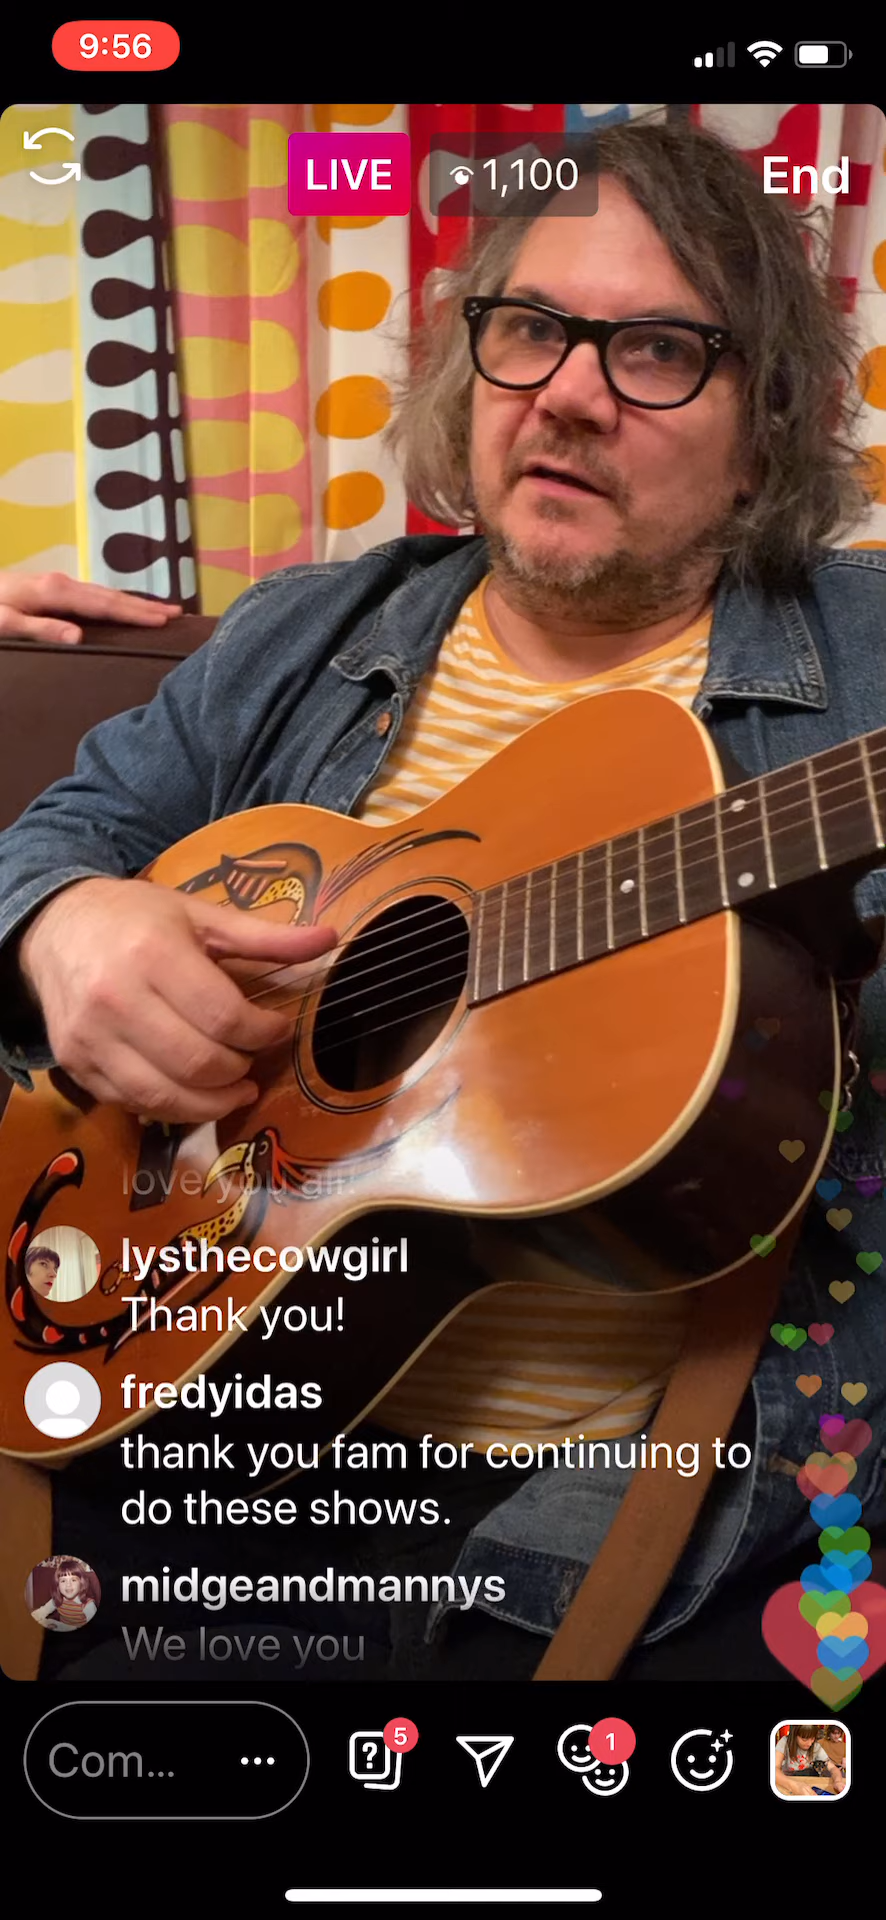 9:56
LIVE
1,100
End
love you all!
lysthecowgirl
Thank you!
fredyidas
thank you fam for continuing to
do these shows.
midgeandmannys
We love you
Com...
5
?
1